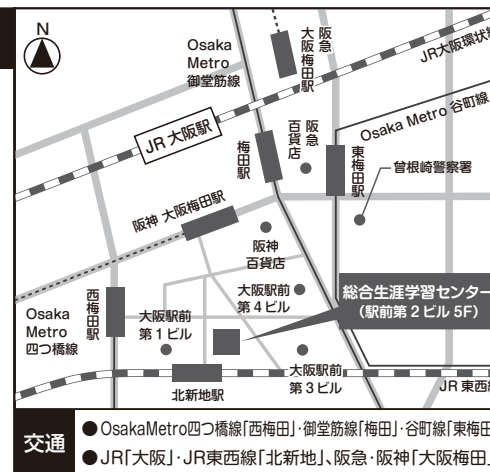 N
Osaka
Metro
御堂筋線
阪急
大阪梅田駅
JR大阪環状線
JR 大阪駅
梅田駅
阪急
百貨店
東梅田駅
Osaka Metro 谷町線
曾根崎警察署
阪神 大阪梅田駅
阪神
百貨店
西梅田駅
Osaka
Metro
四つ橋線
大阪駅前
第1ビル
大阪駅前
第4ビル
総合生涯学習センター
(駅前第2ビル 5F)
大阪駅前
第3ビル
北新地駅
JR 東西
交通
●OsakaMetro四つ橋線「西梅田」・御堂筋線「梅田」・谷町線「東梅田
●JR「大阪」・JR東西線「北新地」、阪急・阪神「大阪梅田」